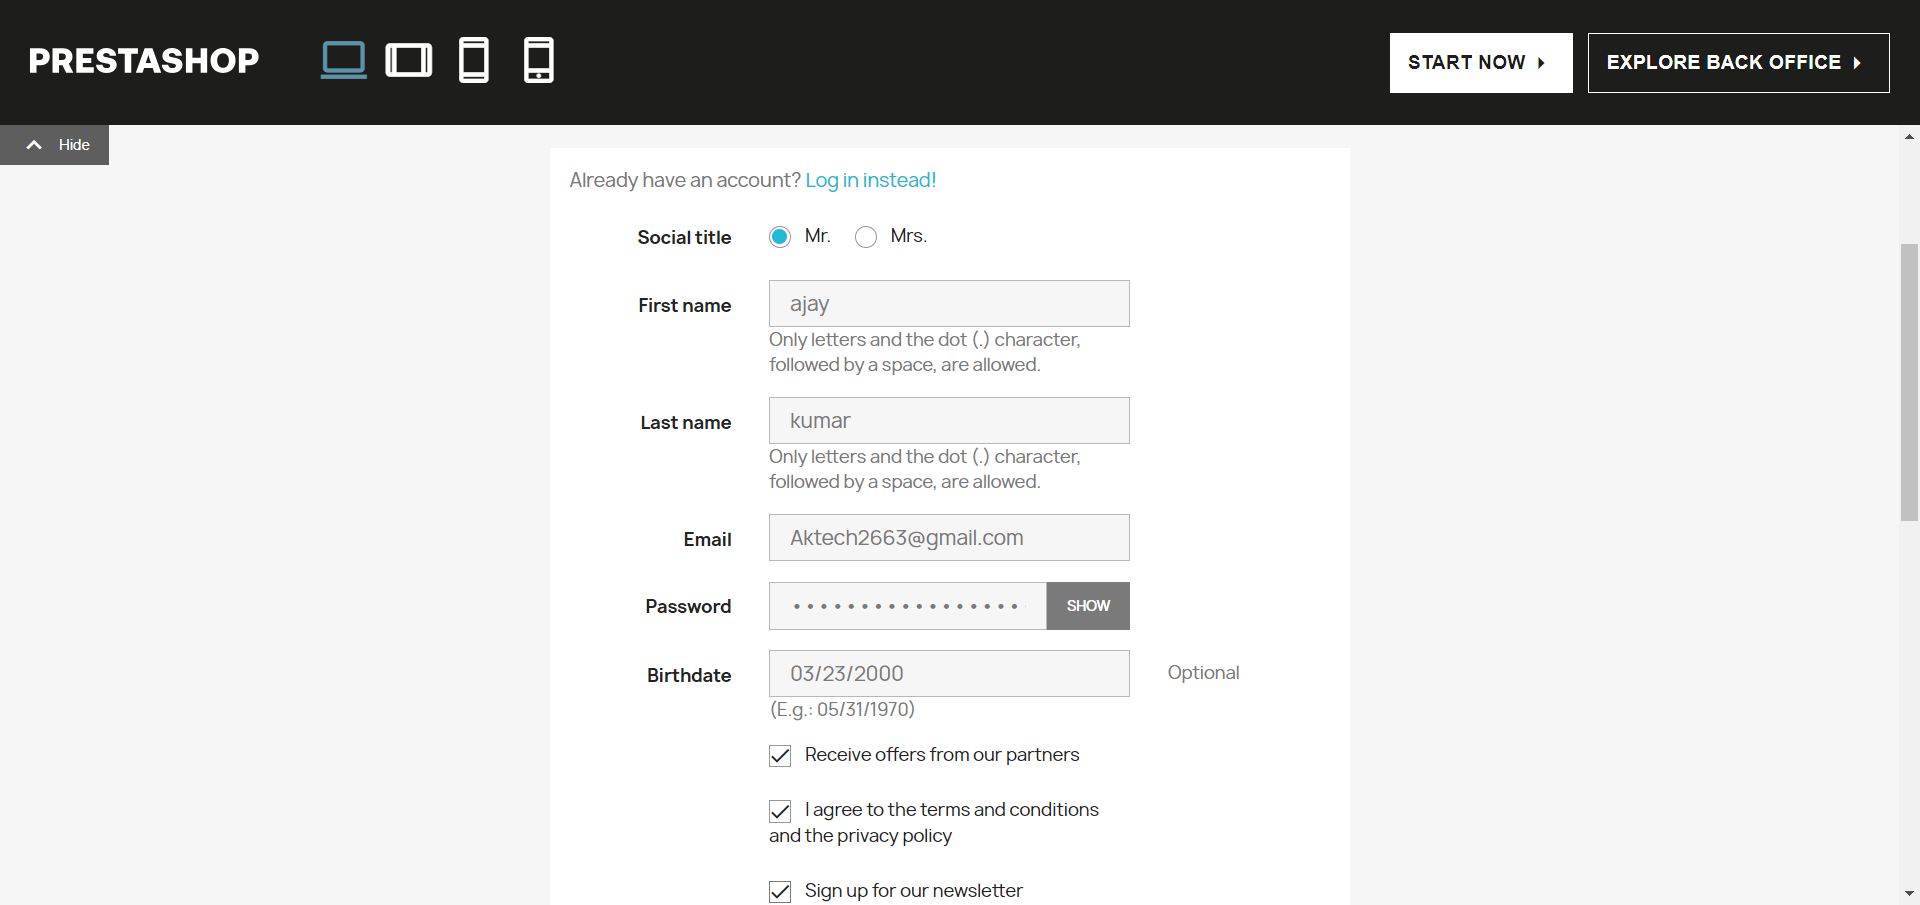 PRESTASHOP
START NOW
EXPLORE BACK OFFICE
Hide
Already have an account? Log in instead!
Social title
Mr.
Mrs.
First name
ajay
Only letters and the dot (.) character,
followed by a space, are allowed.
Last name
kumar
Only letters and the dot (.) character,
followed by a space, are allowed.
Email
Aktech2663@gmail.com
Password
SHOW
Birthdate
03/23/2000
Optional
(E.g.: 05/31/1970)
Receive offers from our partners
I agree to the terms and conditions
and the privacy policy
Sign up for our newsletter